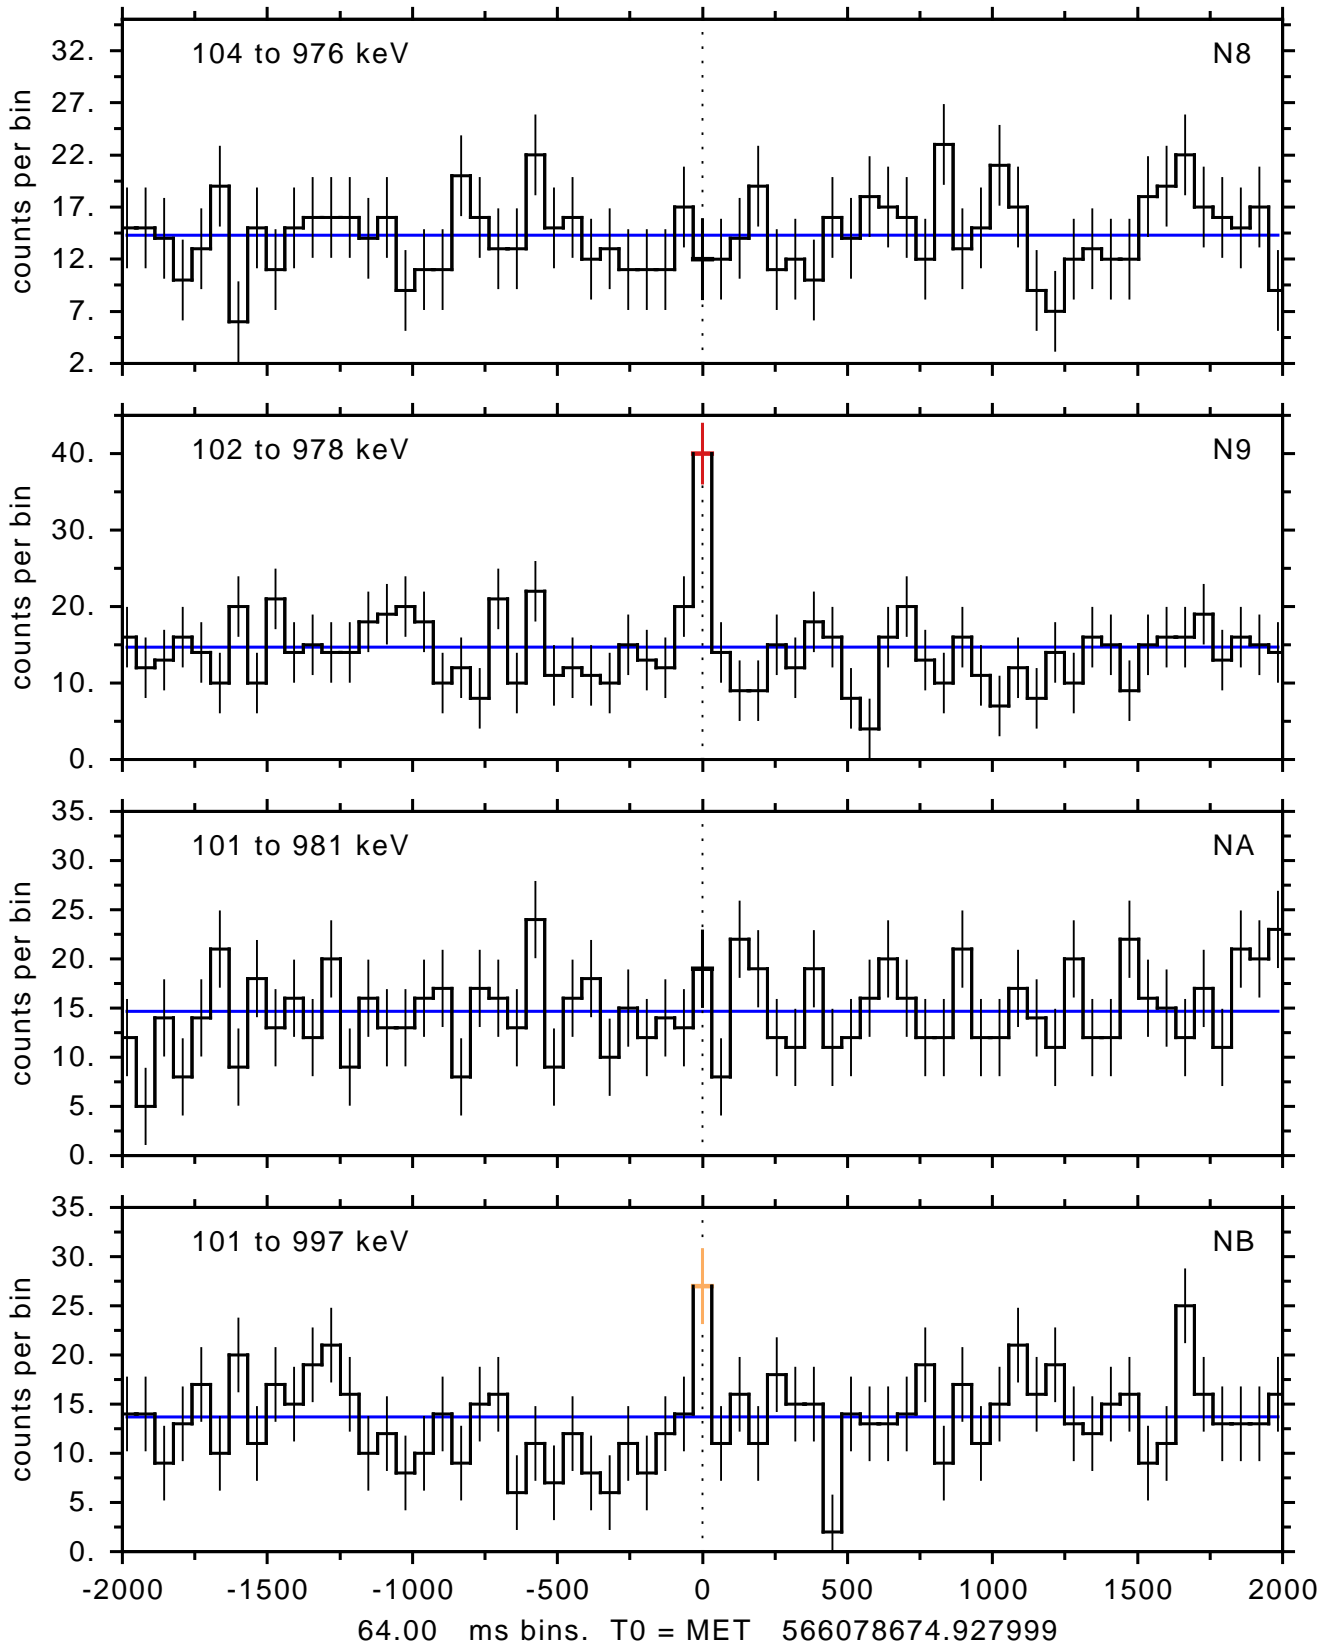 104 to 976 keV N8
32.
27.
22.
17.
12.
7.
2.
counts per bin
102 to 978 keV N9
40.
30.
20.
10.
0.
counts per bin
101 to 981 keV NA
35.
30.
25.
20.
15.
10.
5.
0.
counts per bin
101 to 997 keV NB
35.
30.
25.
20.
15.
10.
5.
0.
counts per bin
-2000 -1500 -1000 -500 0 500 1000 1500 2000
64.00 ms bins. T0 = MET 566078674.927999